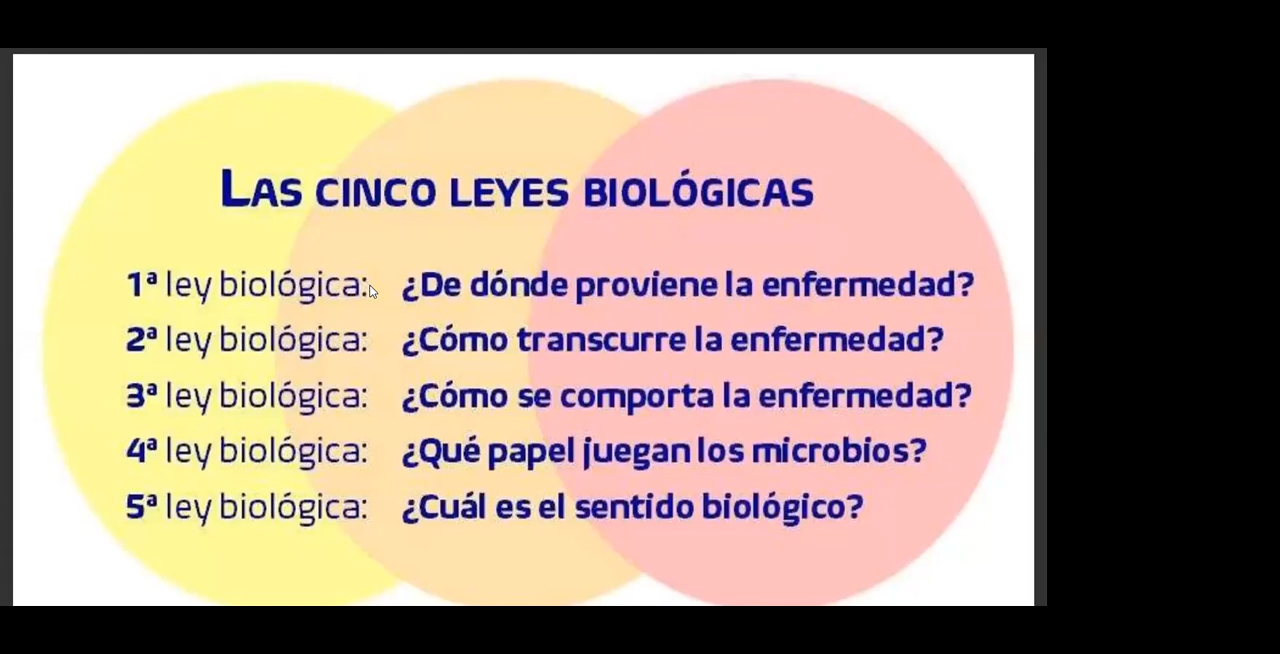 LAS CINCO LEYES BIOLÓGICAS
1ª ley biológica: ¿De dónde proviene la enfermedad?
2ª ley biológica: ¿Cómo transcurre la enfermedad?
3ª ley biológica: ¿Cómo se comporta la enfermedad?
4ª ley biológica: ¿Qué papel juegan los microbios?
5ª ley biológica: ¿Cuál es el sentido biológico?